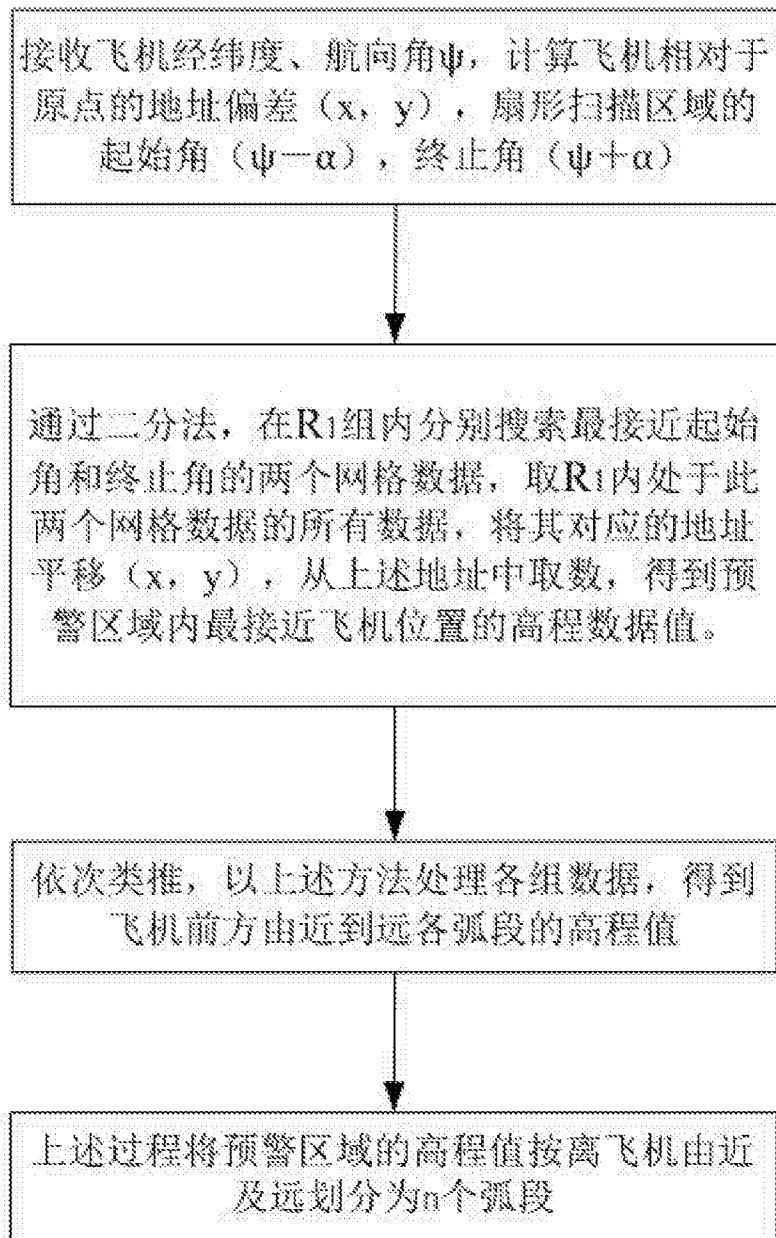 接收飞机经纬度、航向角ψ，计算飞机相对于
原点的地址偏差（x，y），扇形扫描区域的
起始角（ψ－α），终止角（ψ＋α）
通过二分法，在R1组内分别搜索最接近起始
角和终止角的两个网格数据，取R1内处于此
两个网格数据的所有数据，将其对应的地址
平移（x，y），从上述地址中取数，得到预
警区域内最接近飞机位置的高程数据值。
依次类推，以上述方法处理各组数据，得到
飞机前方由近到远各弧段的高程值
上述过程将预警区域的高程值按离飞机由近
及远划分为n个弧段